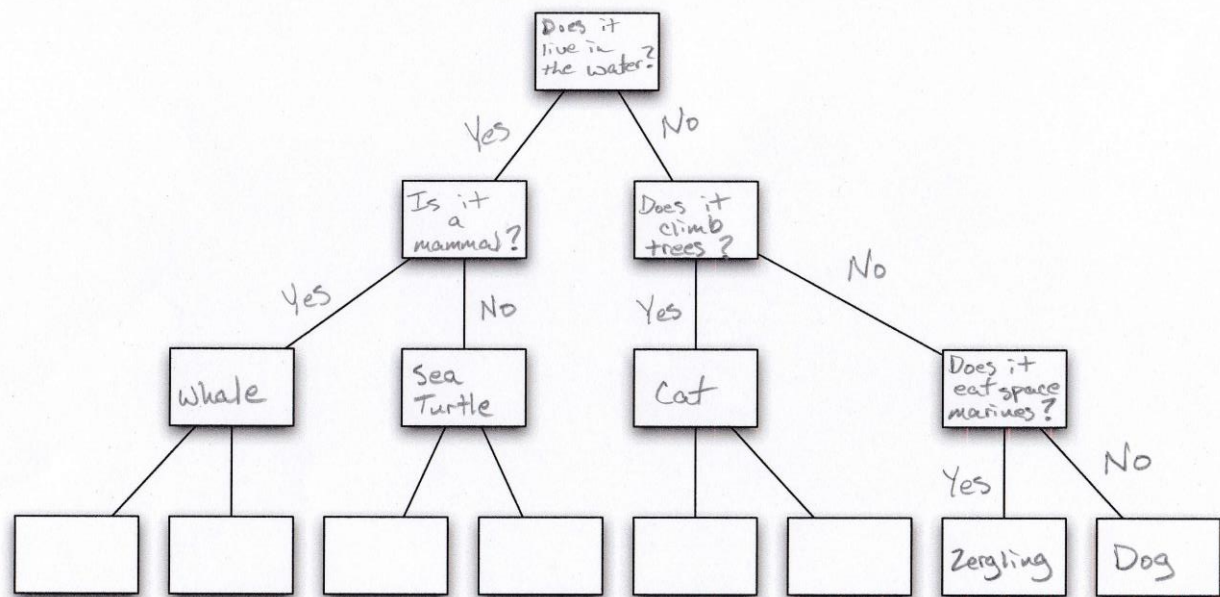 Does it
live in
the water?
Yes
No
Is it
a
mammal?
Does it
climb
trees?
Yes
No
Yes
No
Whale
Sea
Turtle
Cat
Does it
eat space
marines?
Yes
No
Zergling
Dog